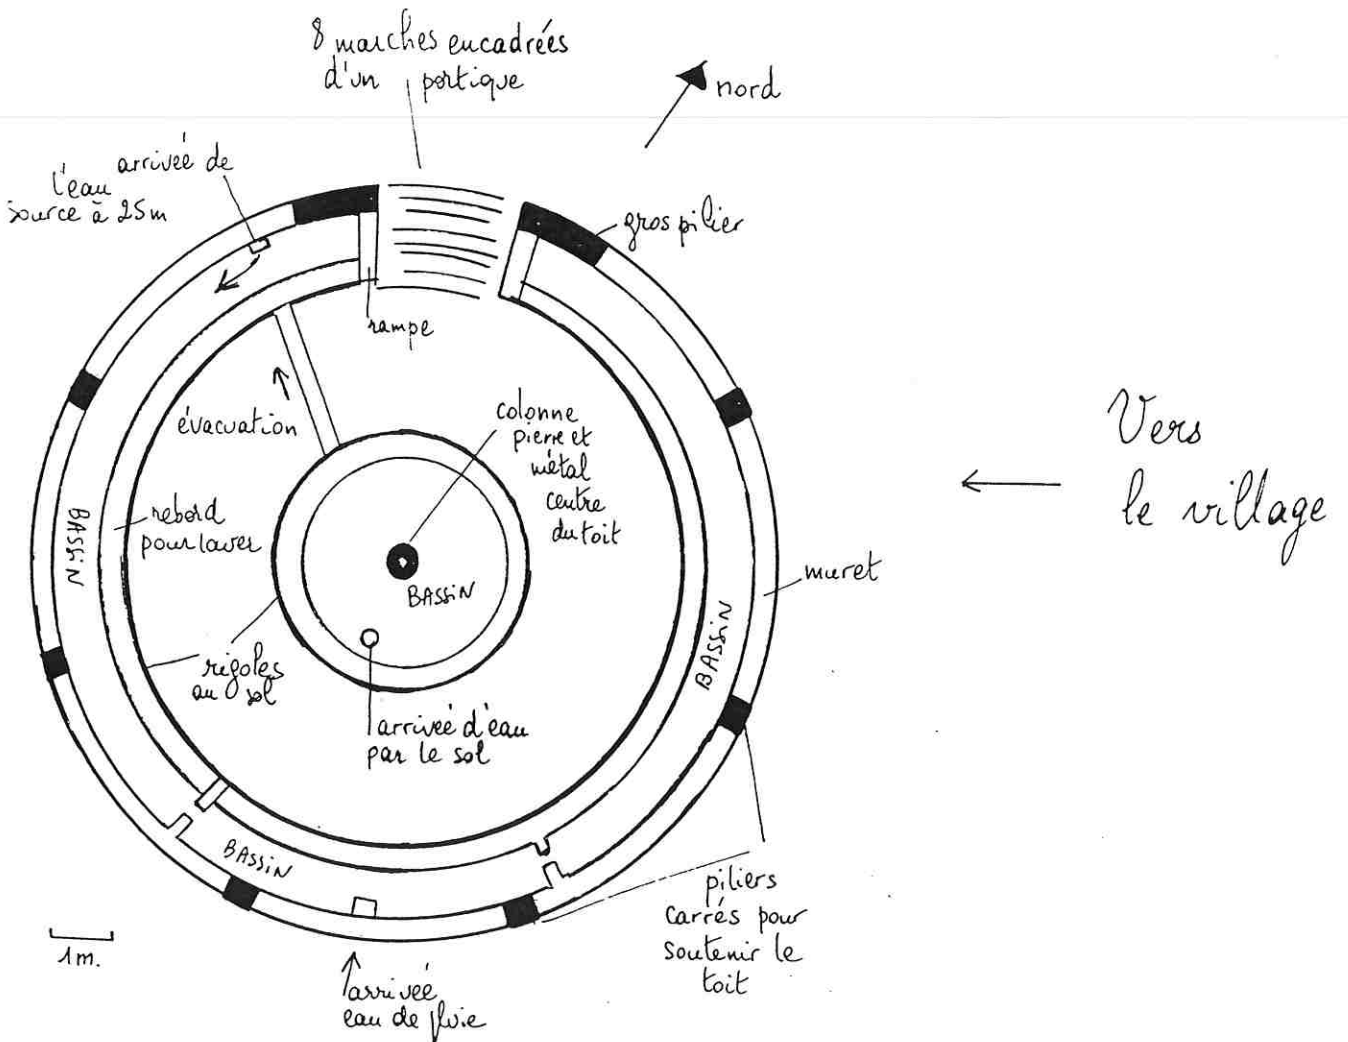 8 marches encadrées
d'un portique
nord
arrivée de
l'eau
source à 25m
gros pilier
rampe
évacuation
colonne
pierre et
métal
centre
du toit
Vers
le village
BASSIN
rebord
pour laver
BASSIN
muret
BASSIN
rigoles
au sol
arrivée d'eau
par le sol
BASSIN
piliers
carrés pour
soutenir le
toit
1m.
arrivée
eau de pluie